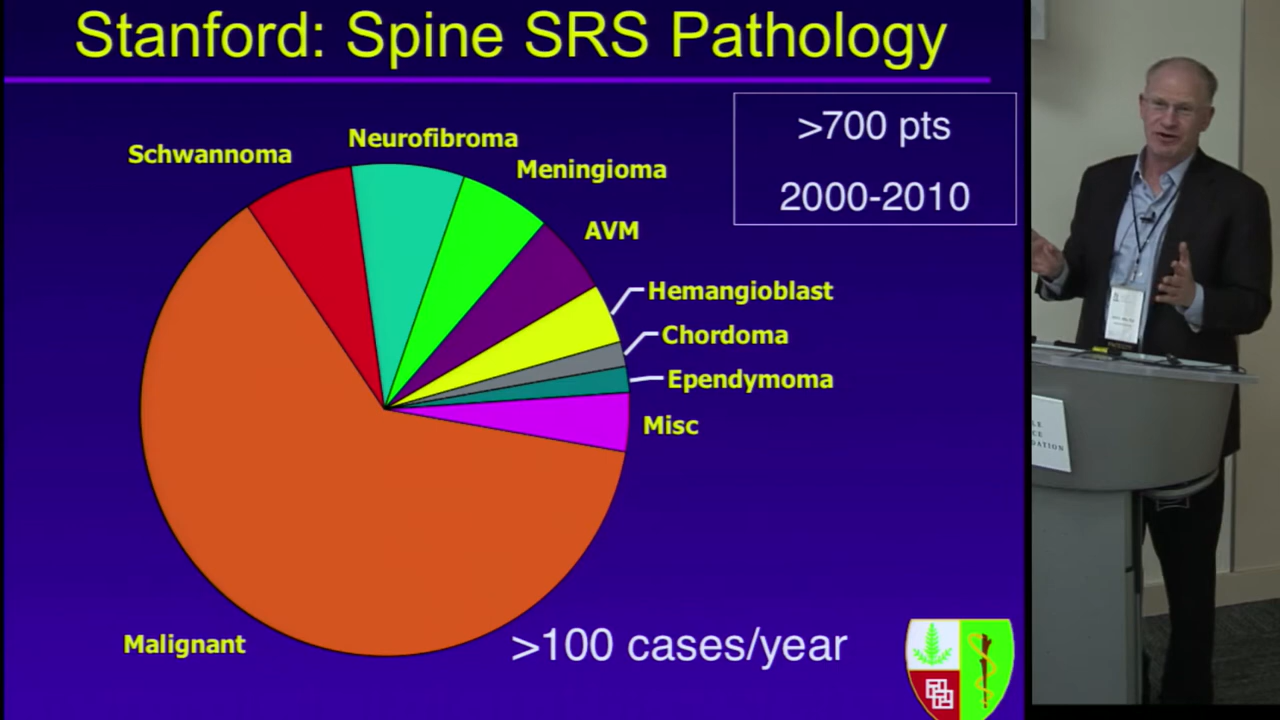 Stanford: Spine SRS Pathology
>700 pts
2000-2010
Neurofibroma
Schwannoma
Meningioma
AVM
Hemangioblast
Chordoma
Ependymoma
Misc
Malignant
>100 cases/year